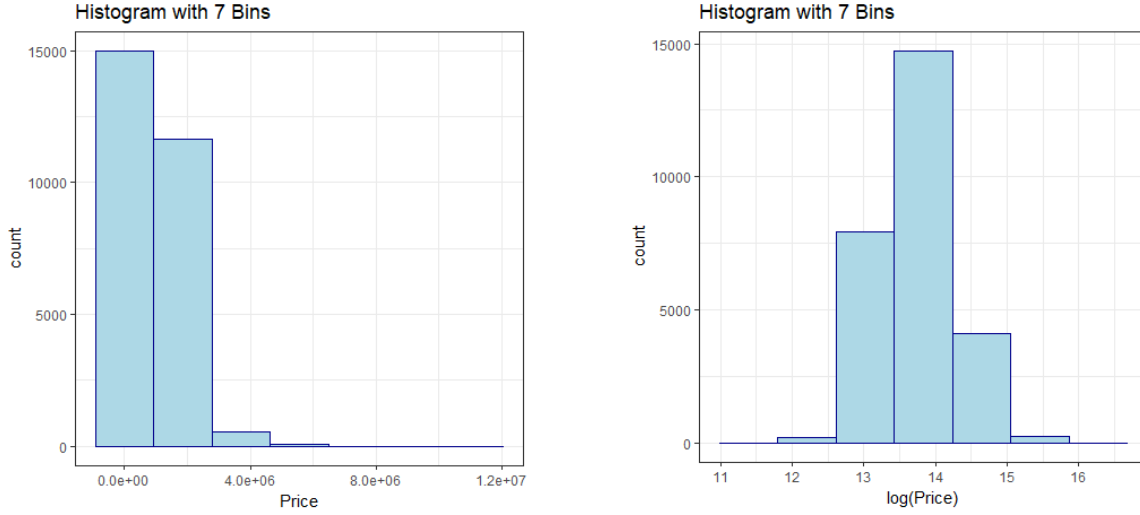 Histogram with 7 Bins
15000
10000
5000
0
count
0.0e+00 4.0e+06 8.0e+06 1.2e+07
Price
Histogram with 7 Bins
15000
10000
5000
0
count
11 12 13 14 15 16
log(Price)